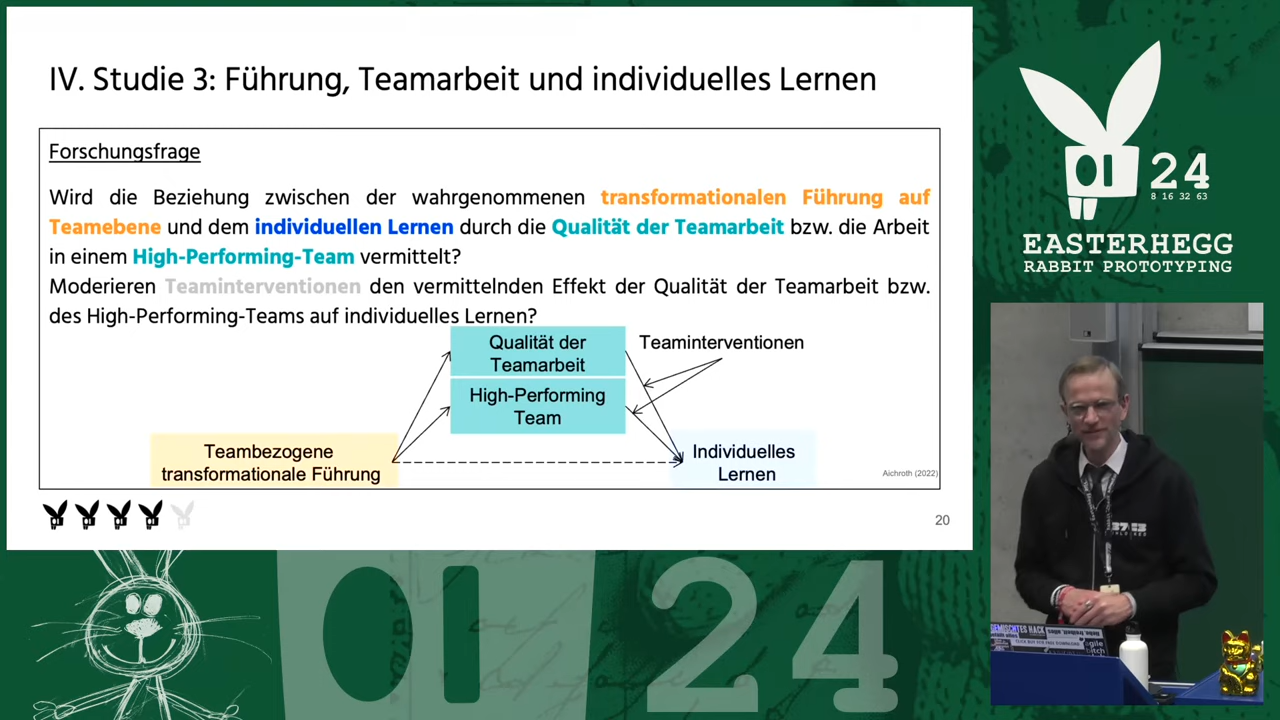 IV. Studie 3: Führung, Teamarbeit und individuelles Lernen
Forschungsfrage
Wird die Beziehung zwischen der wahrgenommenen transformationalen Führung auf
Teamebene und dem individuellen Lernen durch die Qualität der Teamarbeit bzw. die Arbeit
in einem High-Performing-Team vermittelt?
Moderieren Teaminterventionen den vermittelnden Effekt der Qualität der Teamarbeit bzw.
des High-Performing-Teams auf individuelles Lernen?
Qualität der
Teamarbeit
Teaminterventionen
High-Performing
Team
Teambezogene
transformationale Führung
Individuelles
Lernen
Aichroth (2022)
20
24
8 16 32 63
EASTERHEGG
RABBIT PROTOTYPING
24